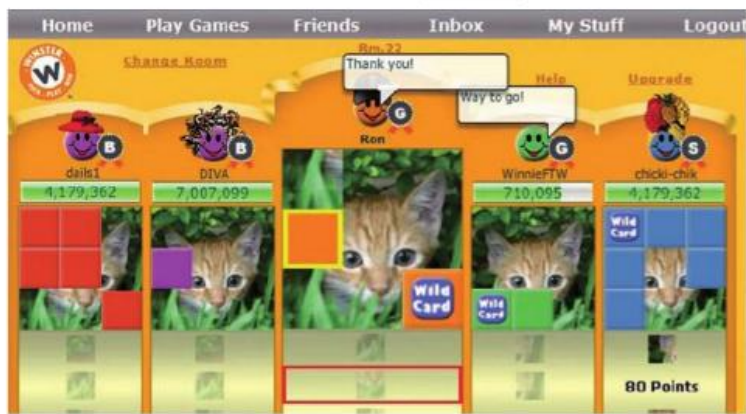 Home Play Games Friends Inbox My Stuff Logout
WINSTER
W
Change Room
Rm.22
Help
Upgrade
Thank you!
Way to go!
B
B
G
G
S
dails1
DIVA
Ron
WinnieFTW
chicki-chik
4,179,362
7,007,099
710,095
4,179,362
Wild
Card
Wild
Card
Wild
Card
80 Points